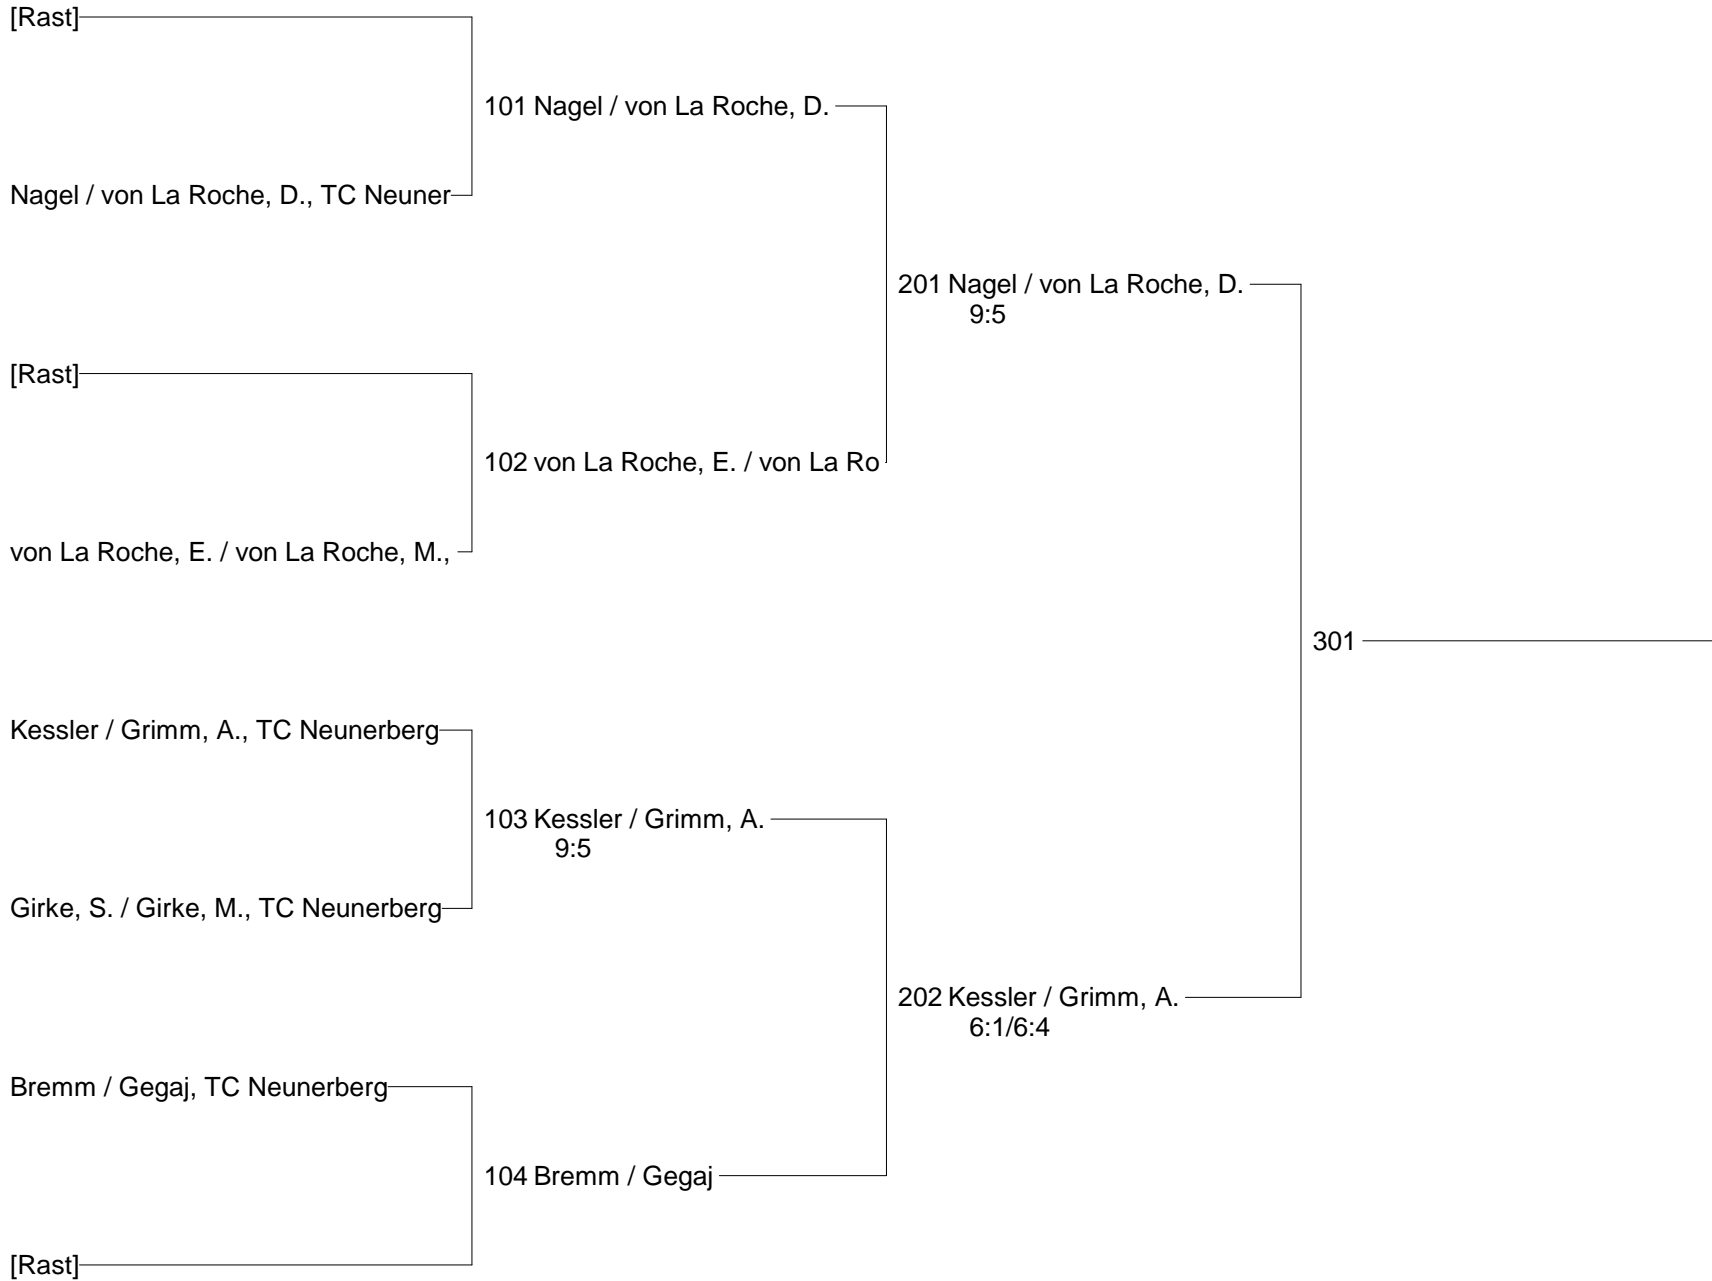 [Rast]
101 Nagel / von La Roche, D.
Nagel / von La Roche, D., TC Neuner
201 Nagel / von La Roche, D.
9:5
[Rast]
102 von La Roche, E. / von La Ro
von La Roche, E. / von La Roche, M.,
301
Kessler / Grimm, A., TC Neunerberg
103 Kessler / Grimm, A.
9:5
Girke, S. / Girke, M., TC Neunerberg
202 Kessler / Grimm, A.
6:1/6:4
Bremm / Gegaj, TC Neunerberg
104 Bremm / Gegaj
[Rast]